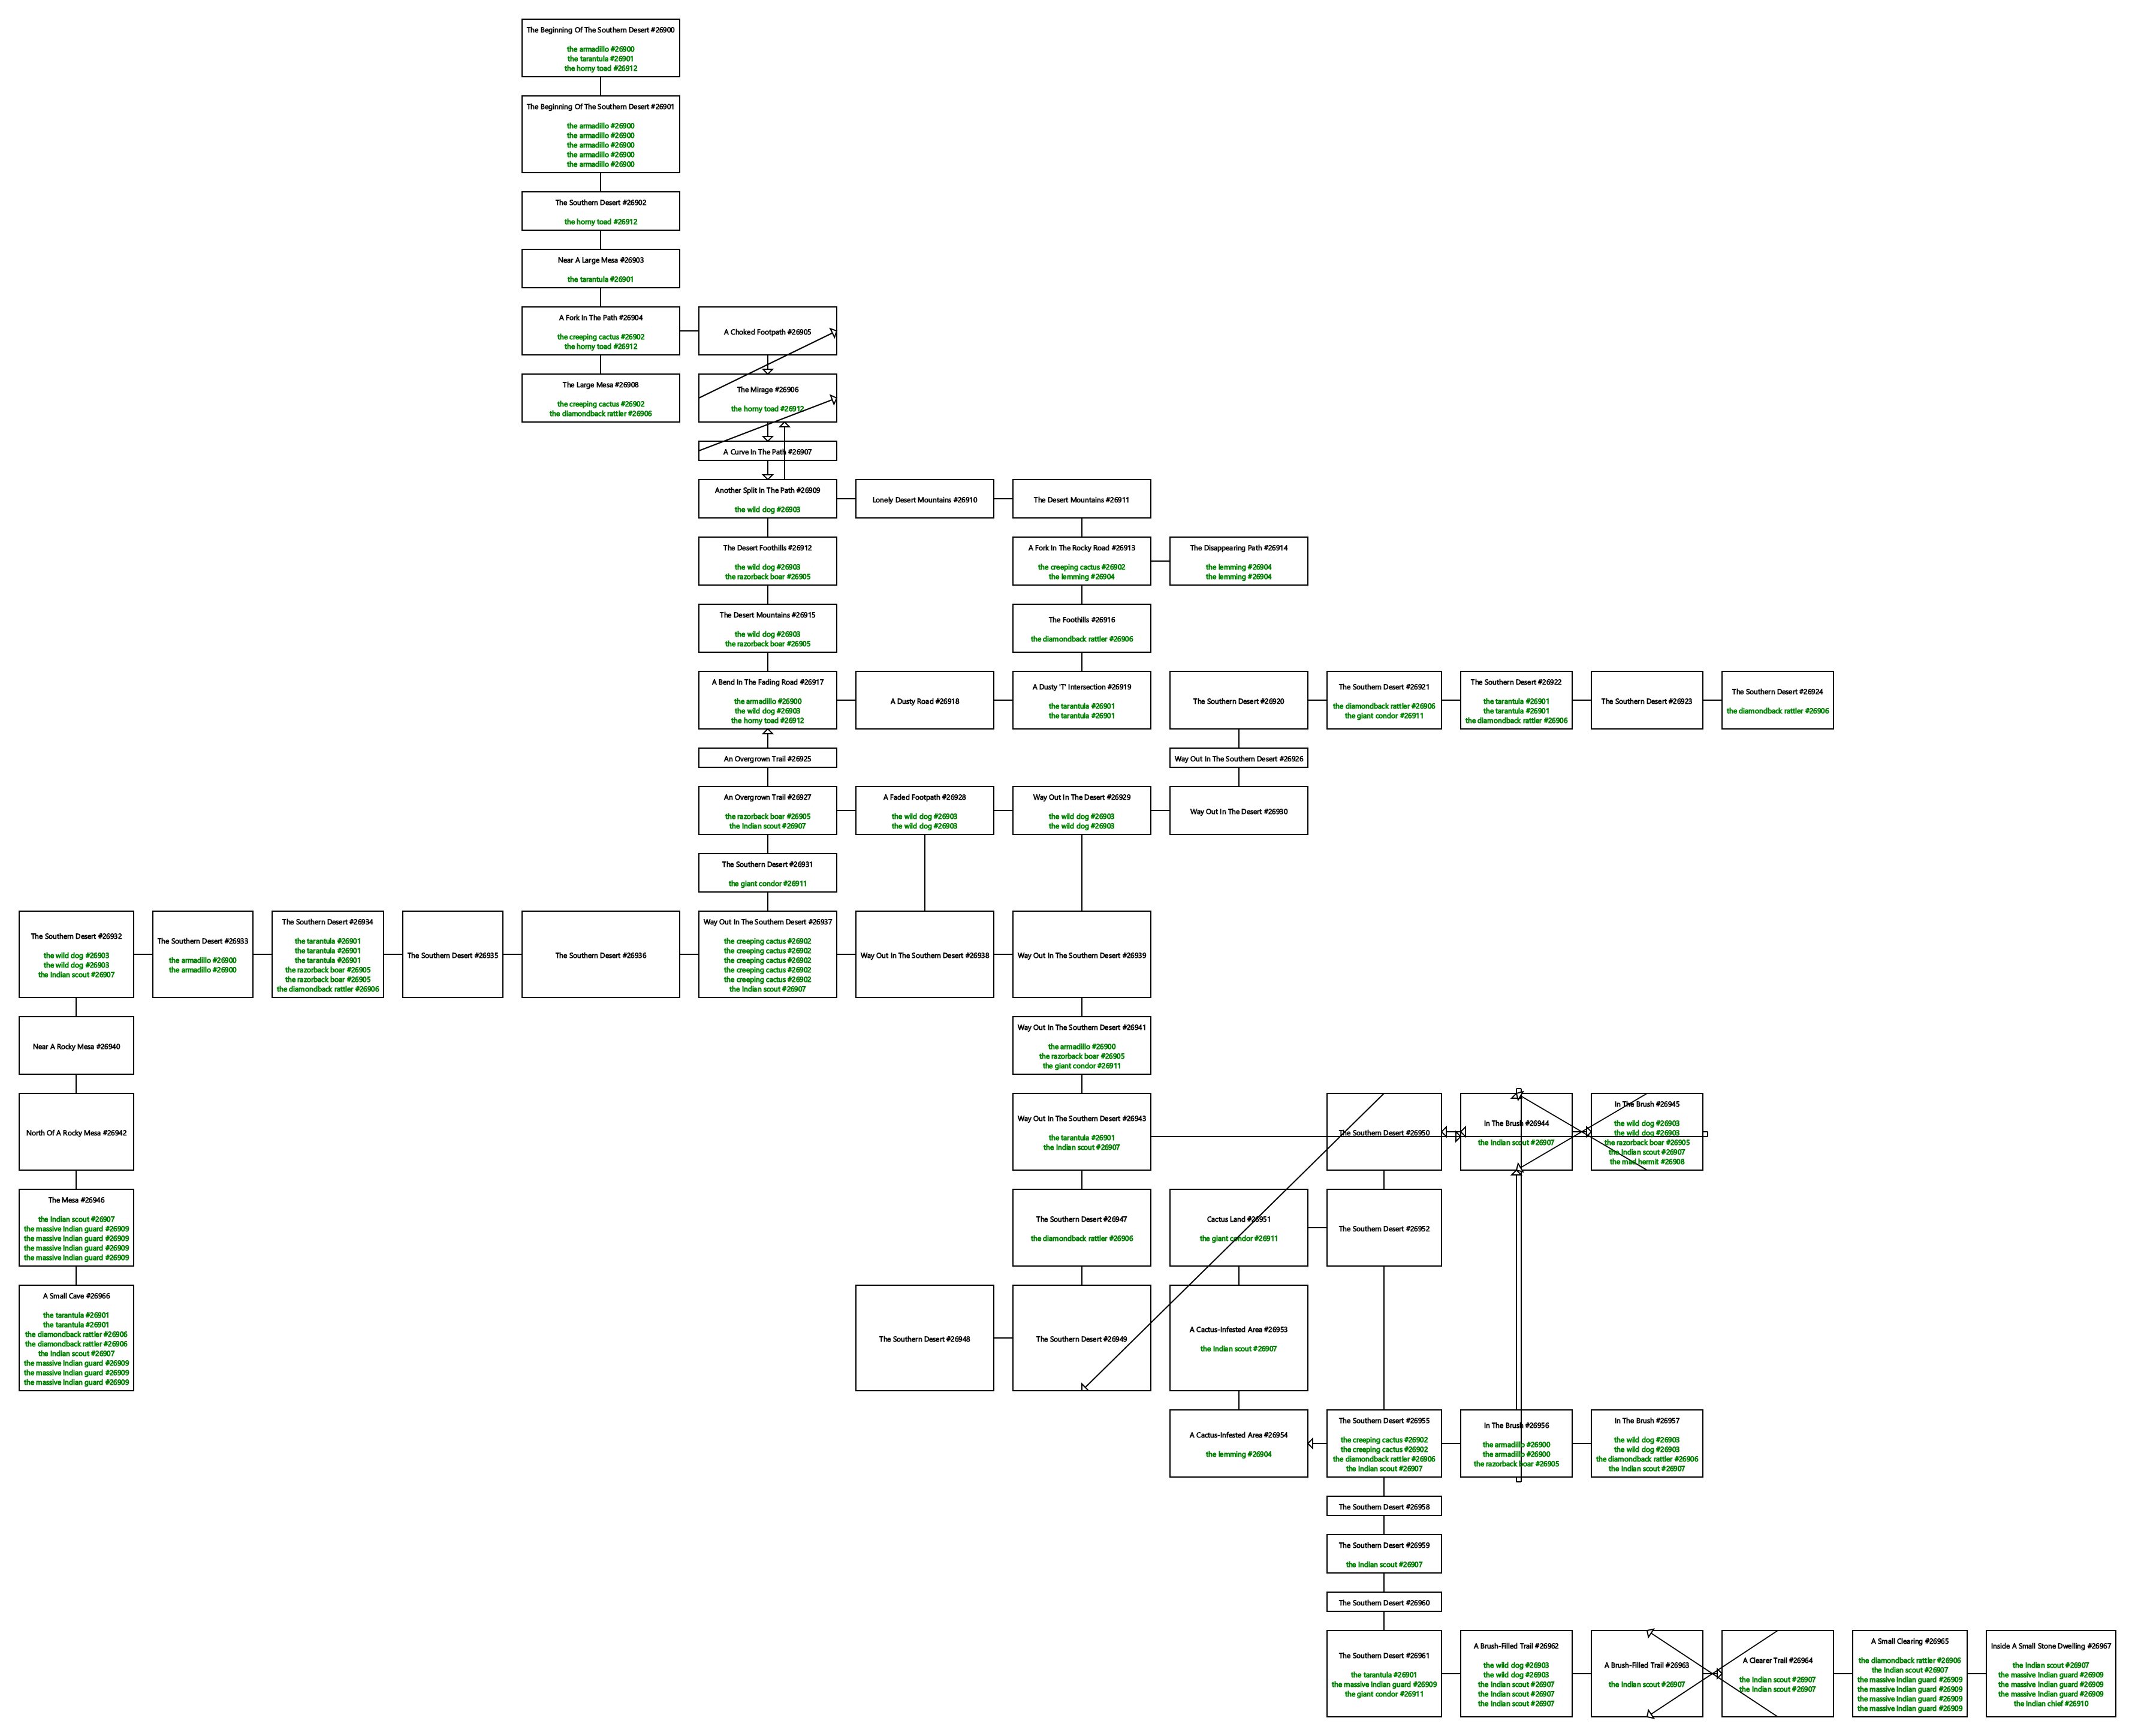 The Beginning Of The Southern Desert #26900
the armadillo #26900
the tarantula #26901
the horny toad #26912
The Beginning Of The Southern Desert #26901
the armadillo #26900
the armadillo #26900
the armadillo #26900
the armadillo #26900
the armadillo #26900
The Southern Desert #26902
the horny toad #26912
Near A Large Mesa #26903
the tarantula #26901
A Fork In The Path #26904
the creeping cactus #26902
the horny toad #26912
A Choked Footpath #26905
The Large Mesa #26908
the creeping cactus #26902
the diamondback rattler #26906
The Mirage #26906
the horny toad #26912
A Curve In The Path #26907
Another Split In The Path #26909
the wild dog #26903
Lonely Desert Mountains #26910
The Desert Mountains #26911
The Desert Foothills #26912
the wild dog #26903
the razorback boar #26905
A Fork In The Rocky Road #26913
the creeping cactus #26902
the lemming #26904
The Disappearing Path #26914
the lemming #26904
the lemming #26904
The Desert Mountains #26915
the wild dog #26903
the razorback boar #26905
The Foothills #26916
the diamondback rattler #26906
A Bend In The Fading Road #26917
the armadillo #26900
the wild dog #26903
the horny toad #26912
A Dusty Road #26918
A Dusty 'T' Intersection #26919
the tarantula #26901
the tarantula #26901
The Southern Desert #26920
The Southern Desert #26921
the diamondback rattler #26906
the giant condor #26911
The Southern Desert #26922
the tarantula #26901
the tarantula #26901
the diamondback rattler #26906
The Southern Desert #26923
The Southern Desert #26924
the diamondback rattler #26906
An Overgrown Trail #26925
Way Out In The Southern Desert #26926
An Overgrown Trail #26927
the razorback boar #26905
the Indian scout #26907
A Faded Footpath #26928
the wild dog #26903
the wild dog #26903
Way Out In The Desert #26929
the wild dog #26903
the wild dog #26903
Way Out In The Desert #26930
The Southern Desert #26931
the giant condor #26911
The Southern Desert #26932
the wild dog #26903
the wild dog #26903
the Indian scout #26907
The Southern Desert #26933
the armadillo #26900
the armadillo #26900
The Southern Desert #26934
the tarantula #26901
the tarantula #26901
the tarantula #26901
the razorback boar #26905
the razorback boar #26905
the diamondback rattler #26906
The Southern Desert #26935
The Southern Desert #26936
Way Out In The Southern Desert #26937
the creeping cactus #26902
the creeping cactus #26902
the creeping cactus #26902
the creeping cactus #26902
the creeping cactus #26902
the Indian scout #26907
Way Out In The Southern Desert #26938
Way Out In The Southern Desert #26939
Near A Rocky Mesa #26940
Way Out In The Southern Desert #26941
the armadillo #26900
the razorback boar #26905
the giant condor #26911
North Of A Rocky Mesa #26942
Way Out In The Southern Desert #26943
the tarantula #26901
the Indian scout #26907
The Southern Desert #26950
In The Brush #26944
the Indian scout #26907
In The Brush #26945
the wild dog #26903
the wild dog #26903
the razorback boar #26905
the Indian scout #26907
the mad hermit #26908
The Mesa #26946
the Indian scout #26907
the massive Indian guard #26909
the massive Indian guard #26909
the massive Indian guard #26909
the massive Indian guard #26909
The Southern Desert #26947
the diamondback rattler #26906
Cactus Land #26951
the giant condor #26911
The Southern Desert #26952
A Small Cave #26966
the tarantula #26901
the tarantula #26901
the diamondback rattler #26906
the diamondback rattler #26906
the Indian scout #26907
the massive Indian guard #26909
the massive Indian guard #26909
the massive Indian guard #26909
The Southern Desert #26948
The Southern Desert #26949
A Cactus-Infested Area #26953
the Indian scout #26907
A Cactus-Infested Area #26954
the lemming #26904
The Southern Desert #26955
the creeping cactus #26902
the creeping cactus #26902
the diamondback rattler #26906
the Indian scout #26907
In The Brush #26956
the armadillo #26900
the armadillo #26900
the razorback boar #26905
In The Brush #26957
the wild dog #26903
the wild dog #26903
the diamondback rattler #26906
the Indian scout #26907
The Southern Desert #26958
The Southern Desert #26959
the Indian scout #26907
The Southern Desert #26960
The Southern Desert #26961
the tarantula #26901
the massive Indian guard #26909
the giant condor #26911
A Brush-Filled Trail #26962
the wild dog #26903
the wild dog #26903
the Indian scout #26907
the Indian scout #26907
the Indian scout #26907
A Brush-Filled Trail #26963
the Indian scout #26907
A Clearer Trail #26964
the Indian scout #26907
the Indian scout #26907
A Small Clearing #26965
the diamondback rattler #26906
the Indian scout #26907
the massive Indian guard #26909
the massive Indian guard #26909
the massive Indian guard #26909
the massive Indian guard #26909
Inside A Small Stone Dwelling #26967
the Indian scout #26907
the massive Indian guard #26909
the massive Indian guard #26909
the massive Indian guard #26909
the Indian chief #26910